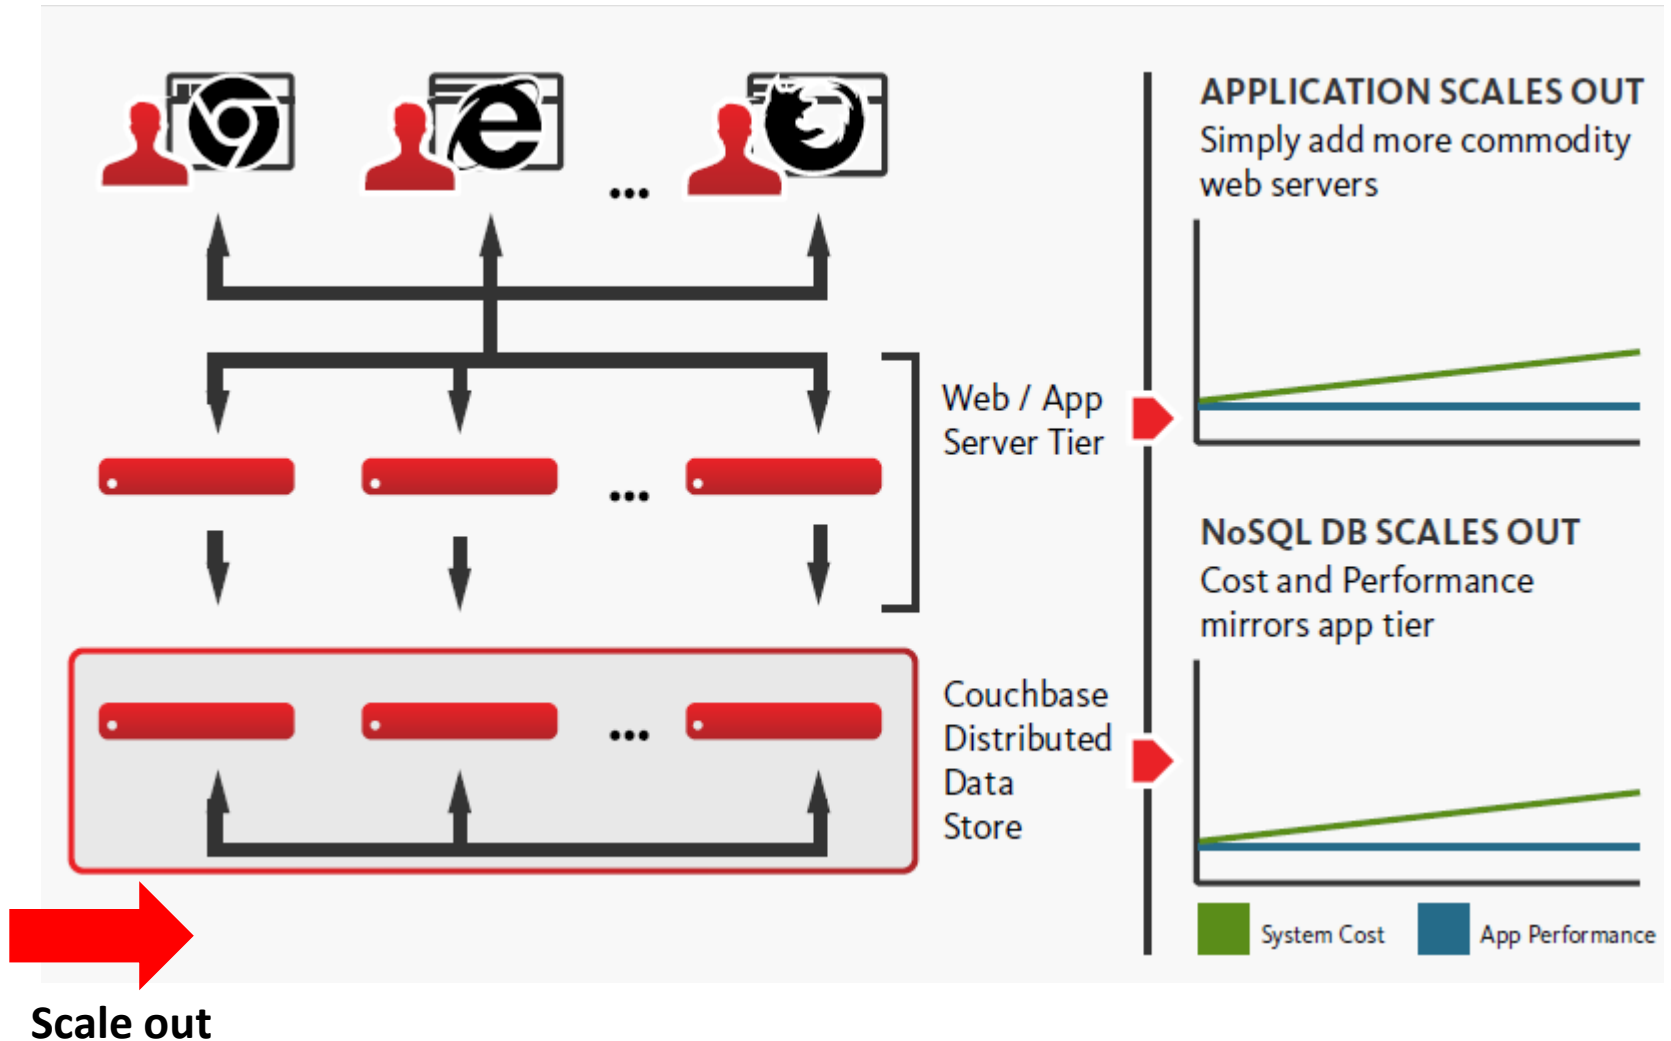 APPLICATION SCALES OUT
Simply add more commodity
web servers
Web / App
Server Tier
NoSQL DB SCALES OUT
Cost and Performance
mirrors app tier
Couchbase
Distributed
Data
Store
System Cost
App Performance
Scale out